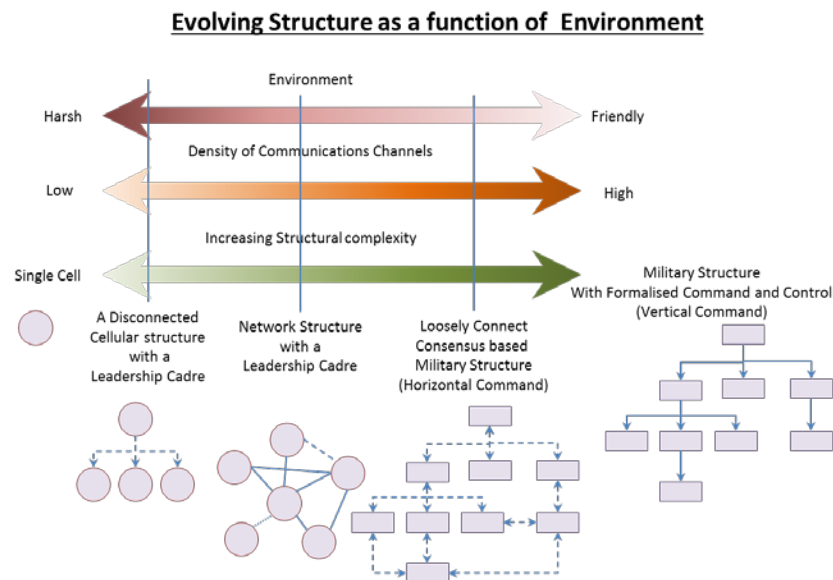 Evolving Structure as a function of Environment
Environment
Harsh
Friendly
Density of Communications Channels
Low
High
Increasing Structural complexity
Single Cell
Military Structure
With Formalised Command and Control
(Vertical Command)
A Disconnected
Cellular structure
with a
Leadership Cadre
Network Structure
with a
Leadership Cadre
Loosely Connect
Consensus based
Military Structure
(Horizontal Command)